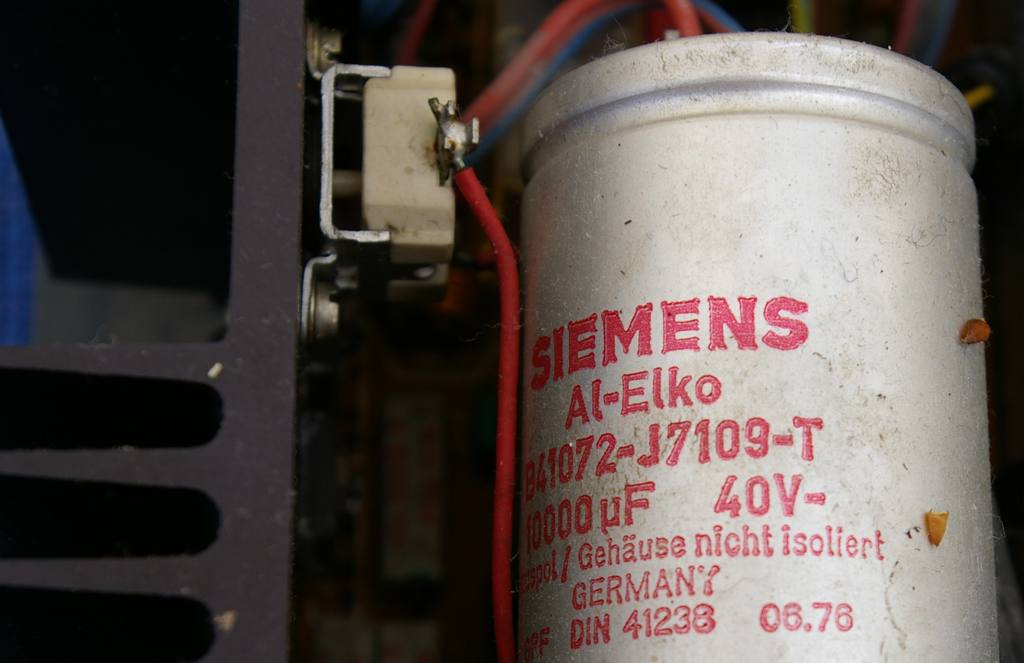 SIEMENS
Al-Elko
B41072-J7109-T
10000 µF 40V-
Gehäuse nicht isoliert
GERMANY
DIN 41238 06.76